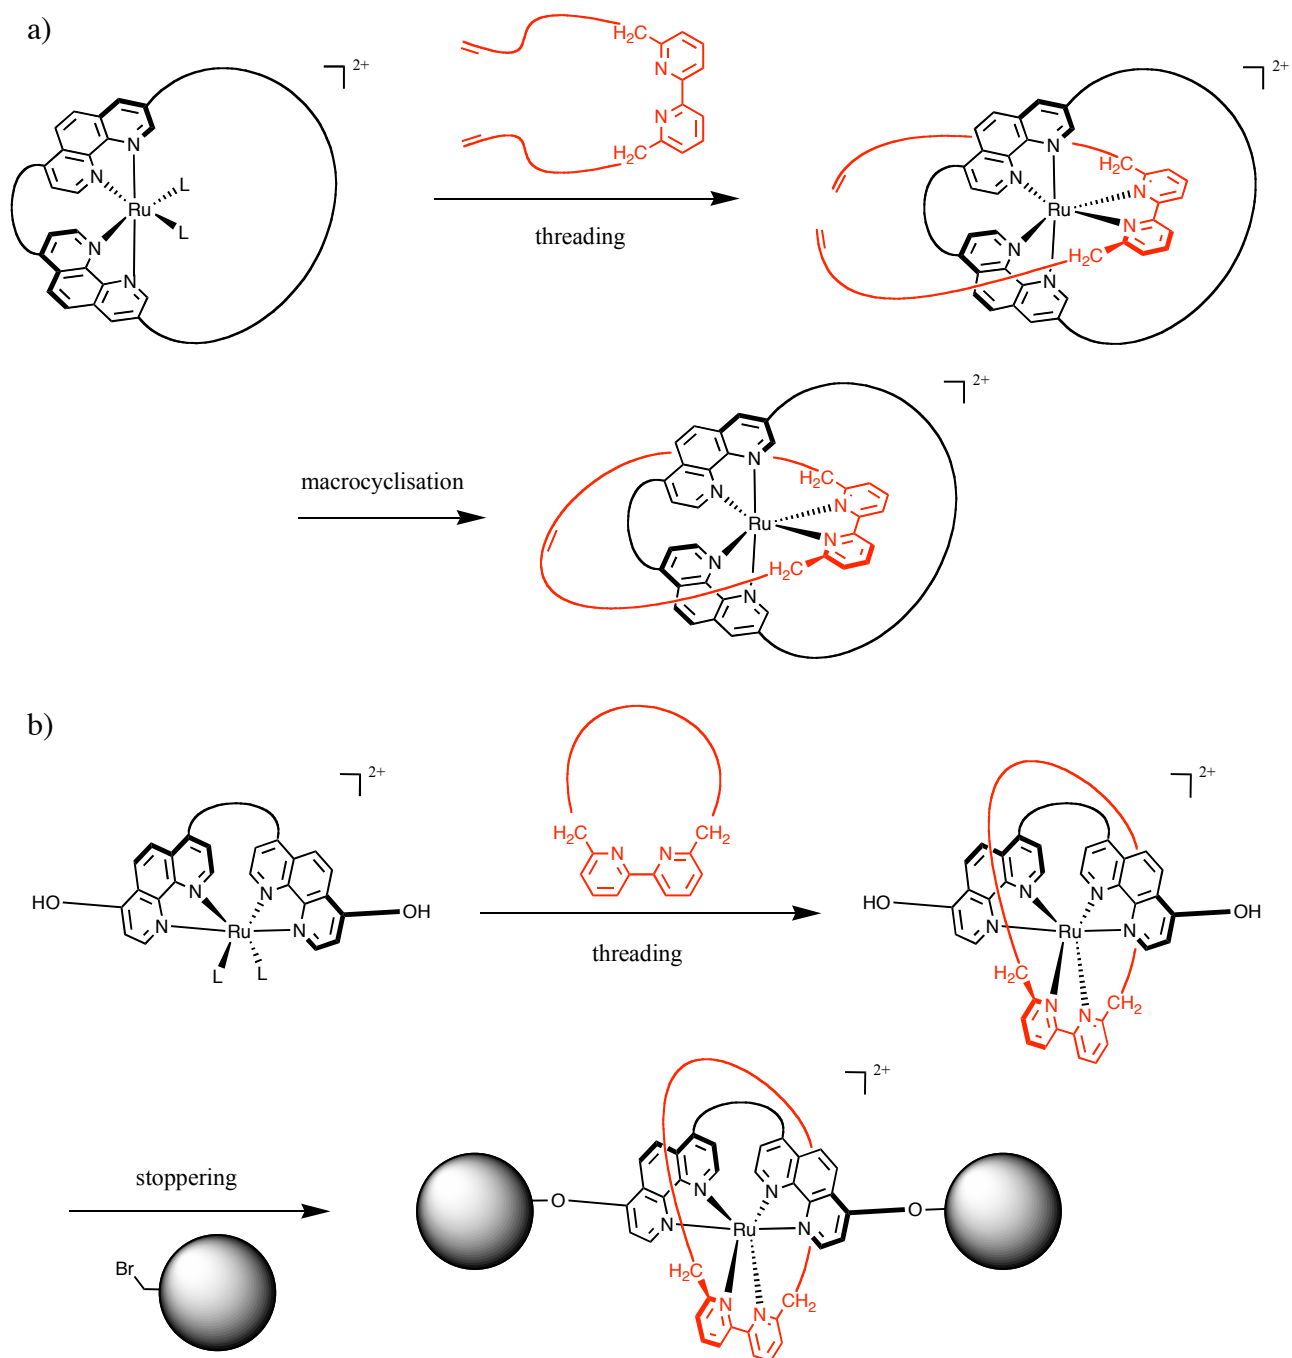 a)
2+
N
N
N
N
Ru
L
L
H₂C
N
N
H₂C
threading
2+
N
N
N
N
Ru
H₂C
N
N
H₂C
macrocyclisation
2+
N
N
N
N
Ru
H₂C
N
N
H₂C
b)
2+
HO
N
N
N
N
Ru
L
L
OH
H₂C
CH₂
N
N
threading
2+
HO
N
N
N
N
Ru
OH
H₂C
CH₂
N
N
stoppering
Br
2+
O
N
N
N
N
Ru
O
H₂C
CH₂
N
N